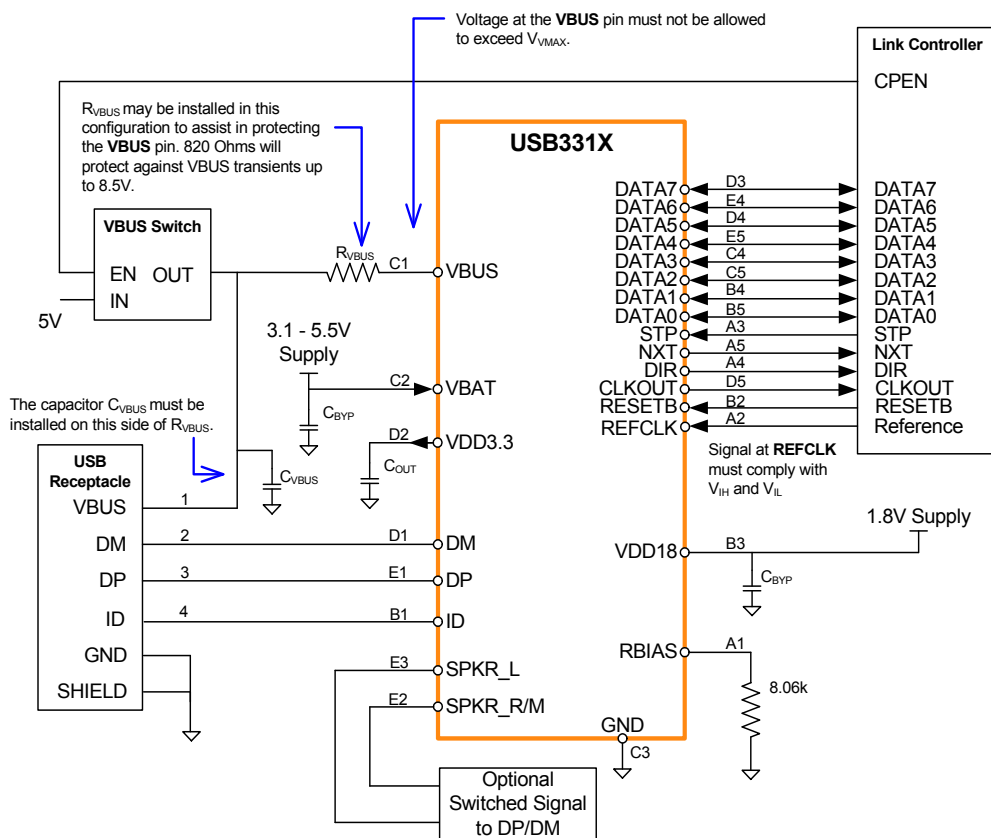 Voltage at the VBUS pin must not be allowed
to exceed VVMAX.
Link Controller
CPEN
RVBUS may be installed in this
configuration to assist in protecting
the VBUS pin. 820 Ohms will
protect against VBUS transients up
to 8.5V.
USB331X
VBUS Switch
EN OUT
IN
5V
RVBUS
C1
VBUS
DATA7 D3 DATA7
DATA6 E4 DATA6
DATA5 D4 DATA5
DATA4 E5 DATA4
DATA3 C4 DATA3
DATA2 C5 DATA2
DATA1 B4 DATA1
DATA0 B5 DATA0
STP A3 STP
NXT A5 NXT
DIR A4 DIR
CLKOUT D5 CLKOUT
RESETB B2 RESETB
REFCLK A2 Reference
3.1 - 5.5V
Supply
C2 VBAT
CBYP
D2 VDD3.3
COUT
Signal at REFCLK
must comply with
VIH and VIL
The capacitor CVBUS must be
installed on this side of RVBUS.
CVBUS
USB
Receptacle
VBUS 1
DM 2 D1 DM
DP 3 E1 DP
ID 4 B1 ID
GND
SHIELD
E3 SPKR_L
E2 SPKR_R/M
1.8V Supply
VDD18 B3
CBYP
RBIAS A1
8.06k
GND
C3
Optional
Switched Signal
to DP/DM